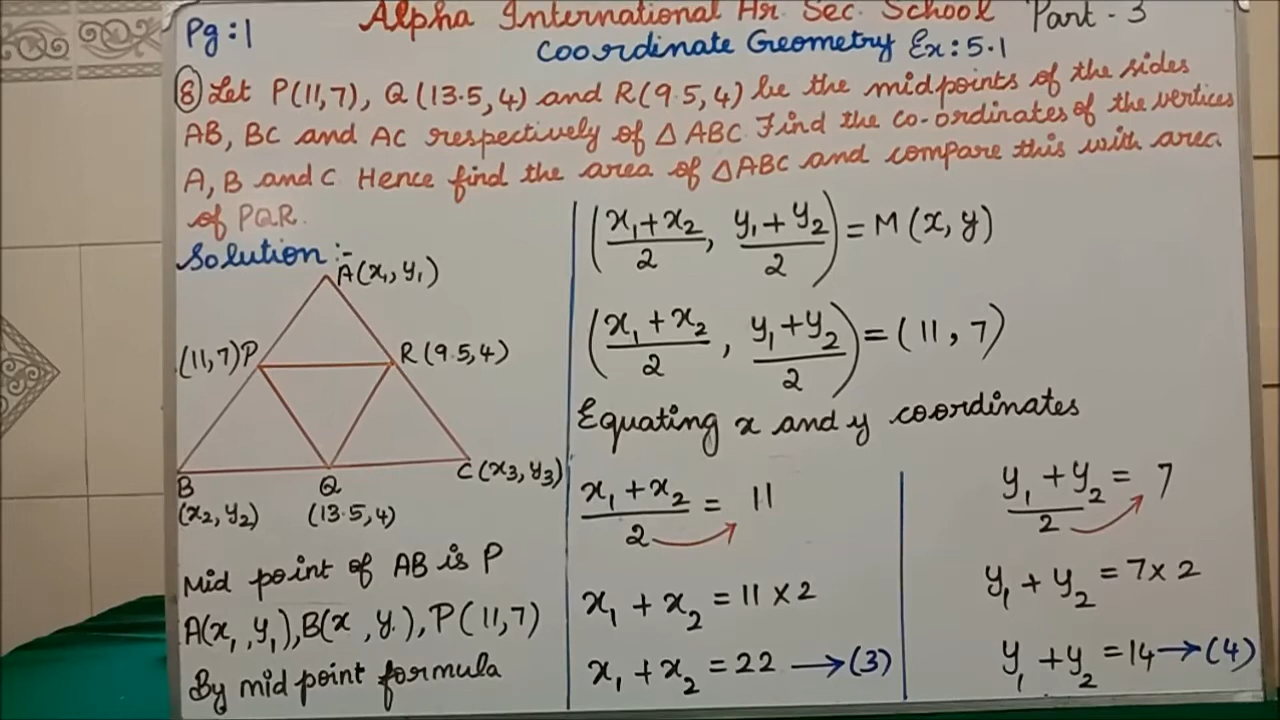 Pg:1
Alpha International Hr. Sec. School Part - 3
Coordinate Geometry Ex: 5.1
8 Let P(11,7), Q(13.5,4) and R(9.5,4) be the midpoints of the sides
AB, BC and AC respectively of △ABC. Find the co-ordinates of the vertices
A, B and C. Hence find the area of △ABC and compare this with area
of PQR.
Solution :-
A(x₁, y₁)
(11,7)P
R(9.5,4)
B
Q
C(x₃, y₃)
(x₂, y₂)
(13.5,4)
Mid point of AB is P
A(x₁, y₁), B(x , y ), P(11,7)
By mid point formula
((x₁+x₂)/2, (y₁+y₂)/2) = M(x, y)
((x₁+x₂)/2, (y₁+y₂)/2) = (11, 7)
Equating x and y coordinates
(x₁+x₂)/2 = 11
x₁ + x₂ = 11 × 2
x₁ + x₂ = 22 → (3)
(y₁+y₂)/2 = 7
y₁ + y₂ = 7 × 2
y₁ + y₂ = 14 → (4)